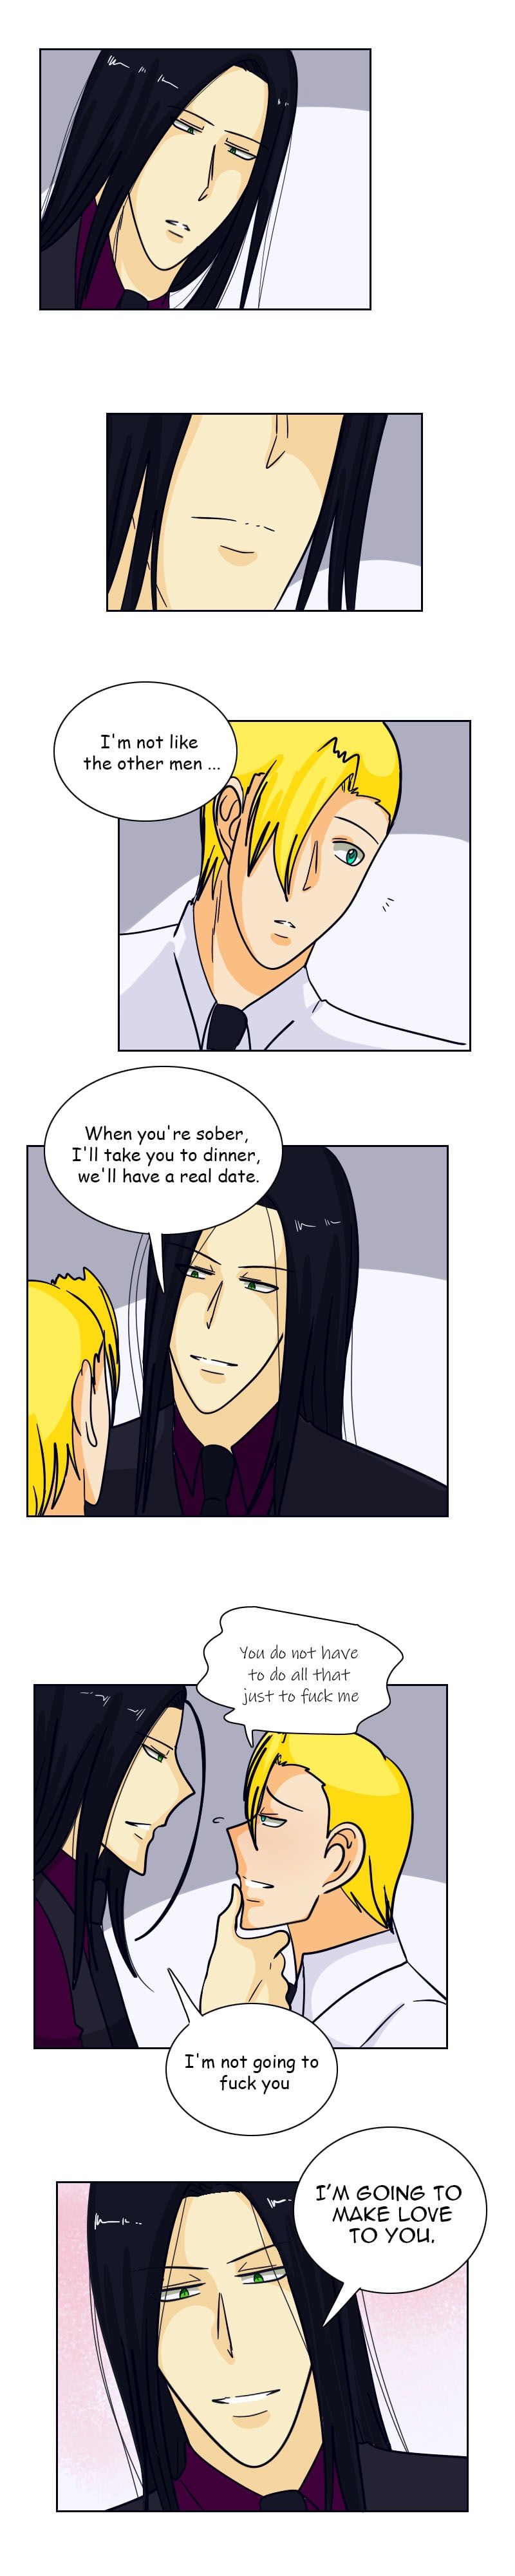 I'm not like
the other men ...
When you're sober,
I'll take you to dinner,
we'll have a real date.
You do not have
to do all that
just to fuck me
I'm not going to
fuck you
I'M GOING TO
MAKE LOVE
TO YOU.